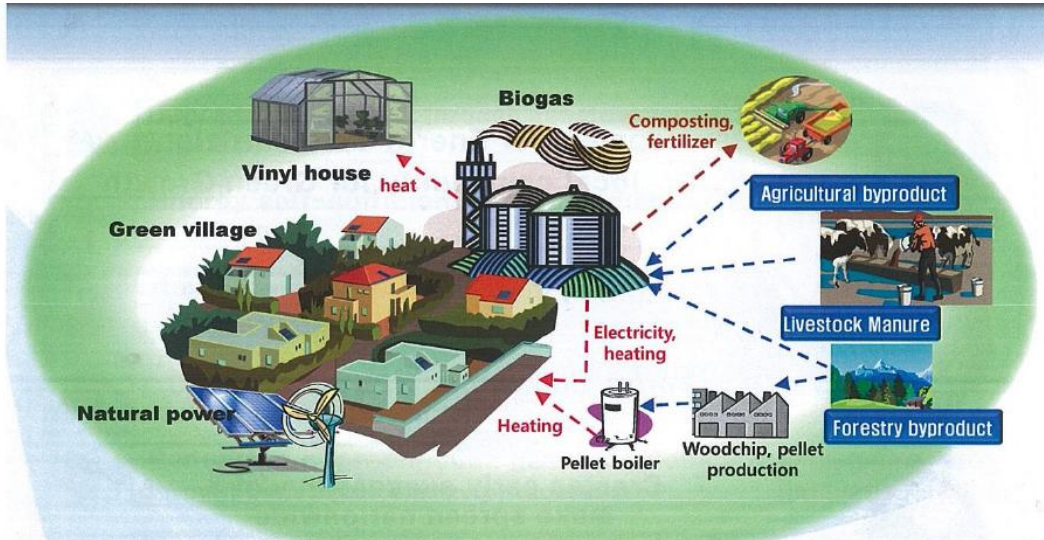 Biogas
Composting,
fertilizer
Vinyl house
heat
Agricultural byproduct
Green village
Livestock Manure
Electricity,
heating
Natural power
Heating
Pellet boiler
Woodchip, pellet
production
Forestry byproduct